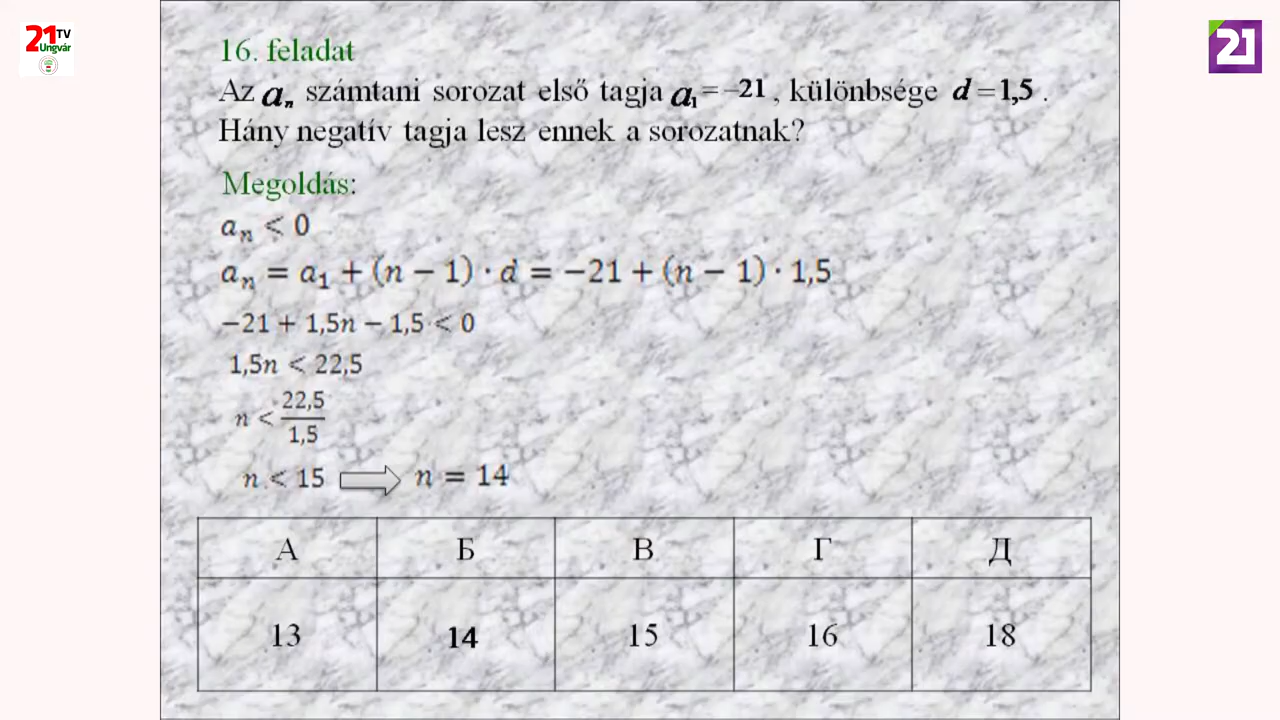 21TV
Ungvár
21
16. feladat
Az aₙ számtani sorozat első tagja a₁=−21, különbsége d=1,5.
Hány negatív tagja lesz ennek a sorozatnak?
Megoldás:
aₙ < 0
aₙ = a₁ + (n − 1) · d = −21 + (n − 1) · 1,5
−21 + 1,5n − 1,5 < 0
1,5n < 22,5
n < 22,5/1,5
n < 15 ⇨ n = 14
А Б В Г Д
13 14 15 16 18